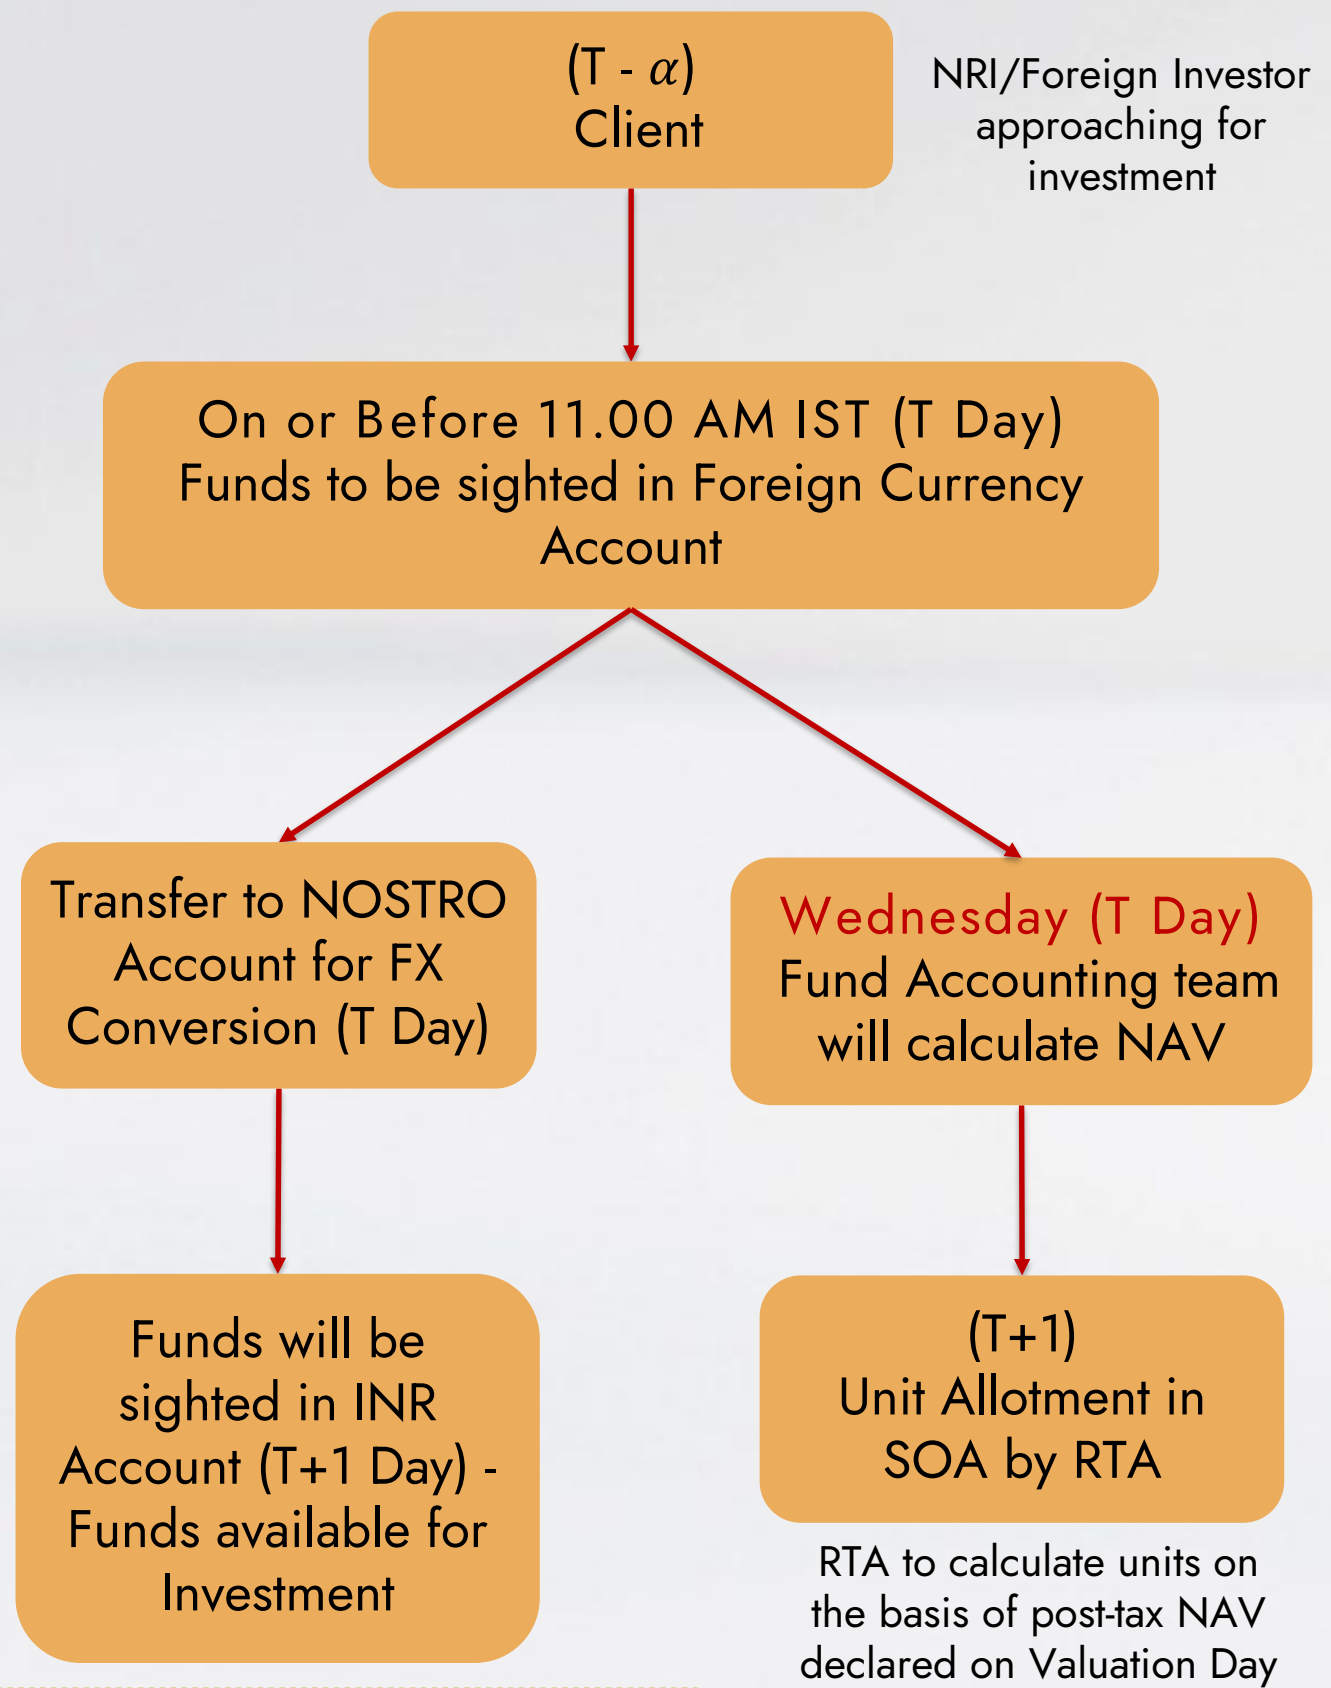 (T - α)
Client
NRI/Foreign Investor
approaching for
investment
On or Before 11.00 AM IST (T Day)
Funds to be sighted in Foreign Currency
Account
Transfer to NOSTRO
Account for FX
Conversion (T Day)
Wednesday (T Day)
Fund Accounting team
will calculate NAV
Funds will be
sighted in INR
Account (T+1 Day) -
Funds available for
Investment
(T+1)
Unit Allotment in
SOA by RTA
RTA to calculate units on
the basis of post-tax NAV
declared on Valuation Day